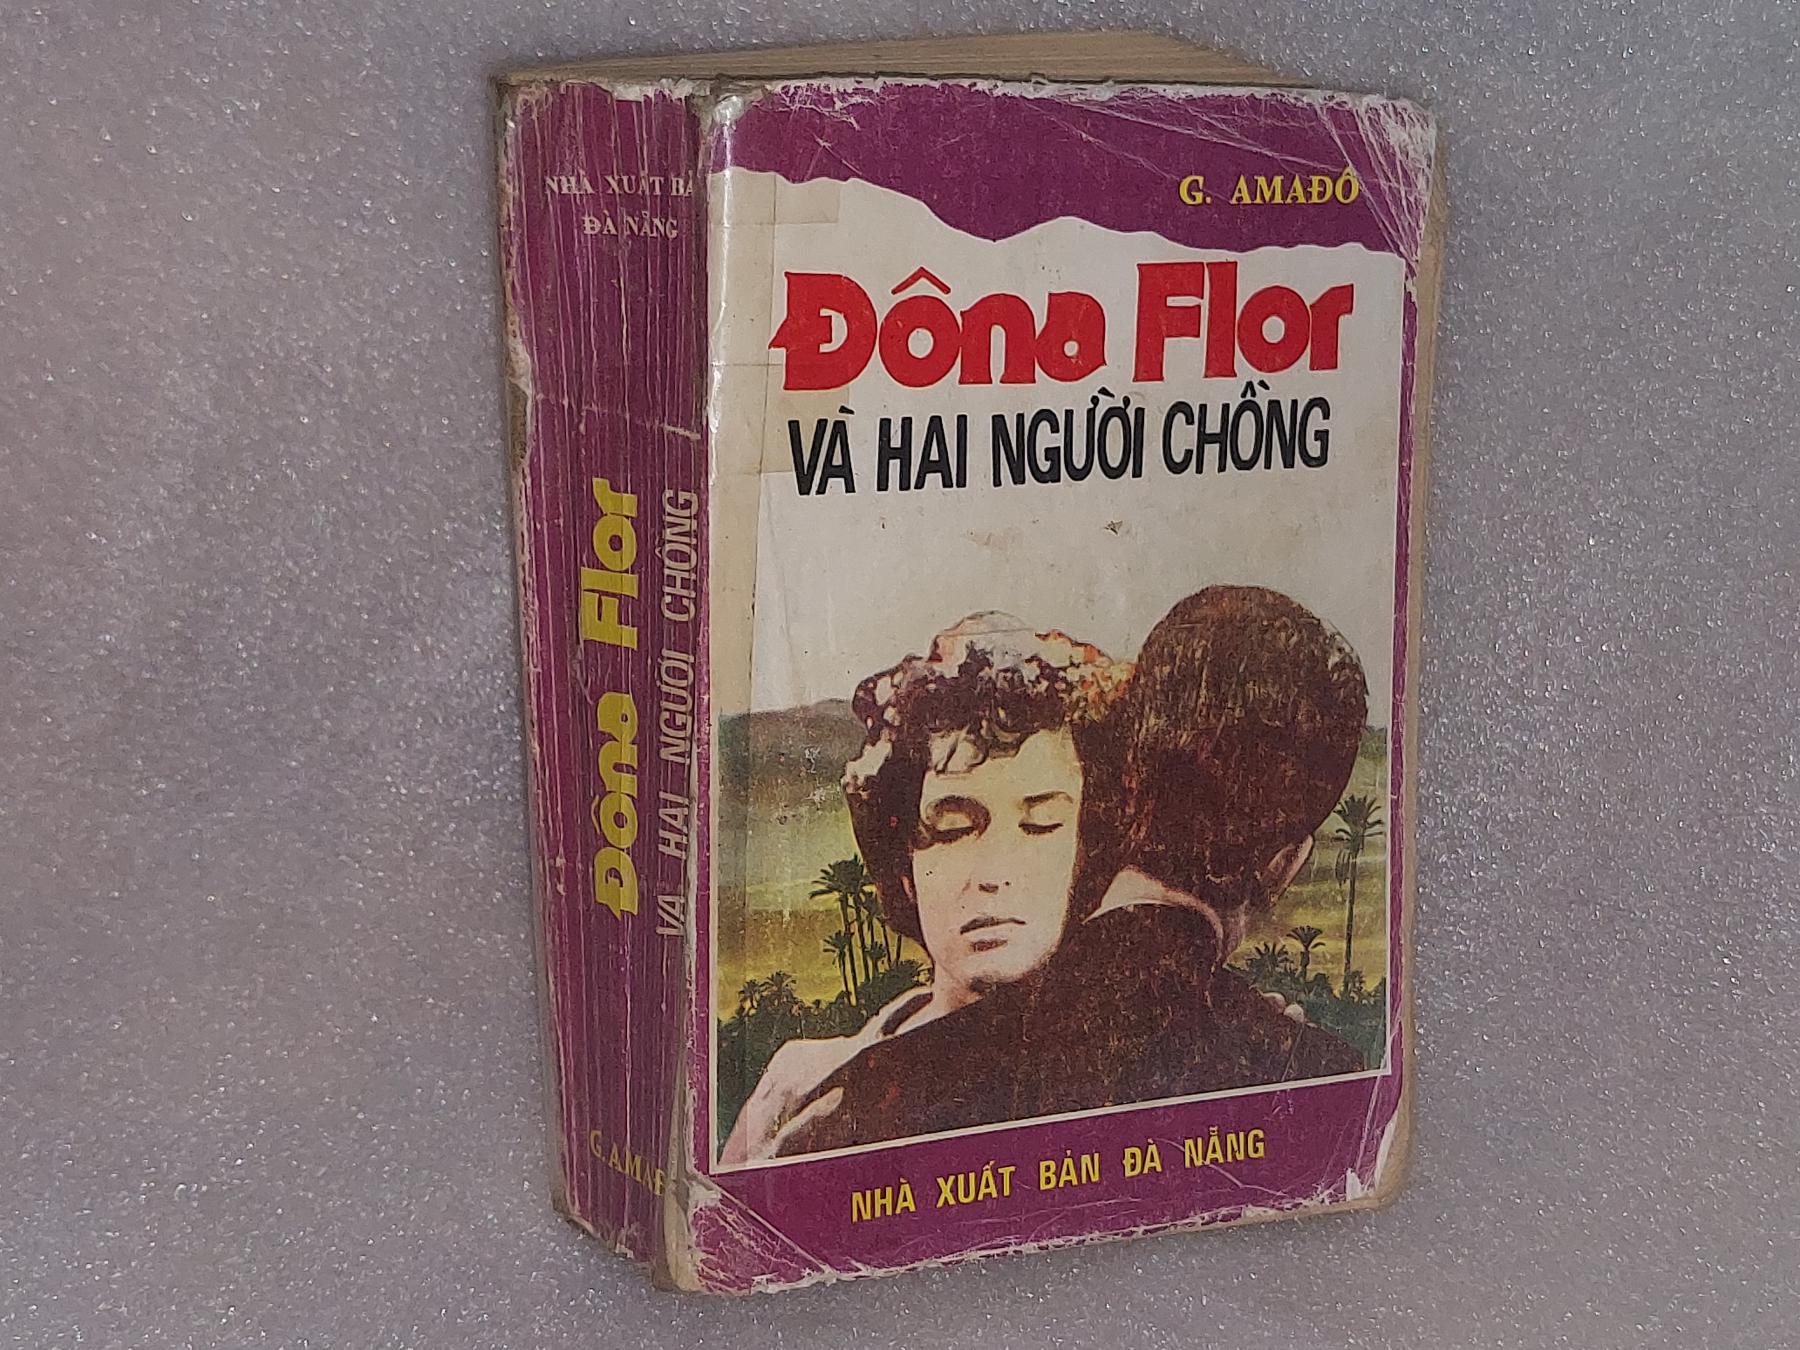 NHÀ XUẤT BẢ
ĐÀ NẴNG
Đôna Flor
VÀ HAI NGƯỜI CHỒNG
G. AMAĐ
G. AMAĐÔ
Đôna Flor
VÀ HAI NGƯỜI CHỒNG
NHÀ XUẤT BẢN ĐÀ NẴNG